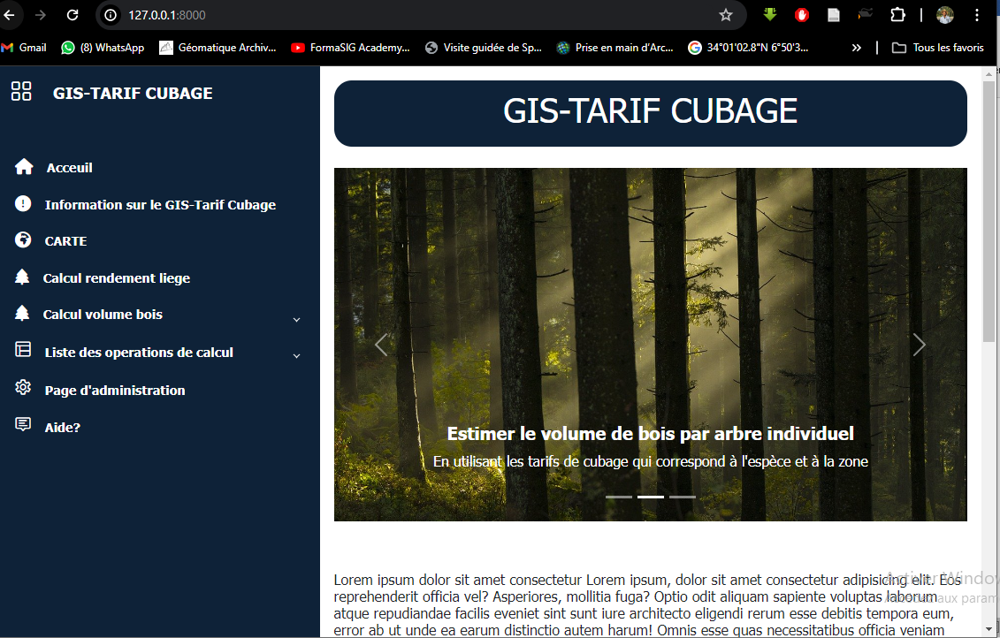 127.0.0.1:8000
Gmail
(8) WhatsApp
Géomatique Archiv...
FormaSIG Academy...
Visite guidée de Sp...
Prise en main d'Arc...
34°01'02.8"N 6°50'3...
Tous les favoris
GIS-TARIF CUBAGE
Acceuil
Information sur le GIS-Tarif Cubage
CARTE
Calcul rendement liege
Calcul volume bois
Liste des operations de calcul
Page d'administration
Aide?
GIS-TARIF CUBAGE
Estimer le volume de bois par arbre individuel
En utilisant les tarifs de cubage qui correspond à l'espèce et à la zone
Lorem ipsum dolor sit amet consectetur Lorem ipsum, dolor sit amet consectetur adipisicing elit. Eos
reprehenderit officia vel? Asperiores, mollitia fuga? Optio odit aliquam sapiente voluptas laborum
atque repudiandae facilis eveniet sint sunt iure architecto eligendi rerum esse debitis tempora eum,
error ab ut unde ea earum distinctio autem harum! Omnis esse quas necessitatibus officia veniam
Activer Window
aux param